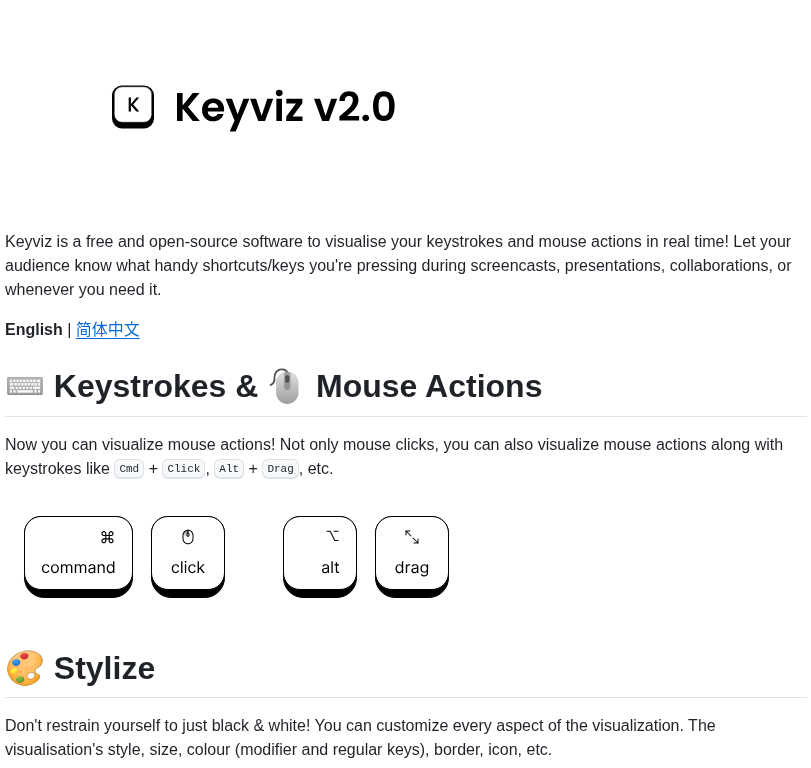 K Keyviz v2.0
Keyviz is a free and open-source software to visualise your keystrokes and mouse actions in real time! Let your
audience know what handy shortcuts/keys you're pressing during screencasts, presentations, collaborations, or
whenever you need it.
English | 简体中文
⌨️ Keystrokes & 🖱️ Mouse Actions
Now you can visualize mouse actions! Not only mouse clicks, you can also visualize mouse actions along with
keystrokes like Cmd + Click, Alt + Drag, etc.
⌘ ⌥
command click alt drag
🎨 Stylize
Don't restrain yourself to just black & white! You can customize every aspect of the visualization. The
visualisation's style, size, colour (modifier and regular keys), border, icon, etc.